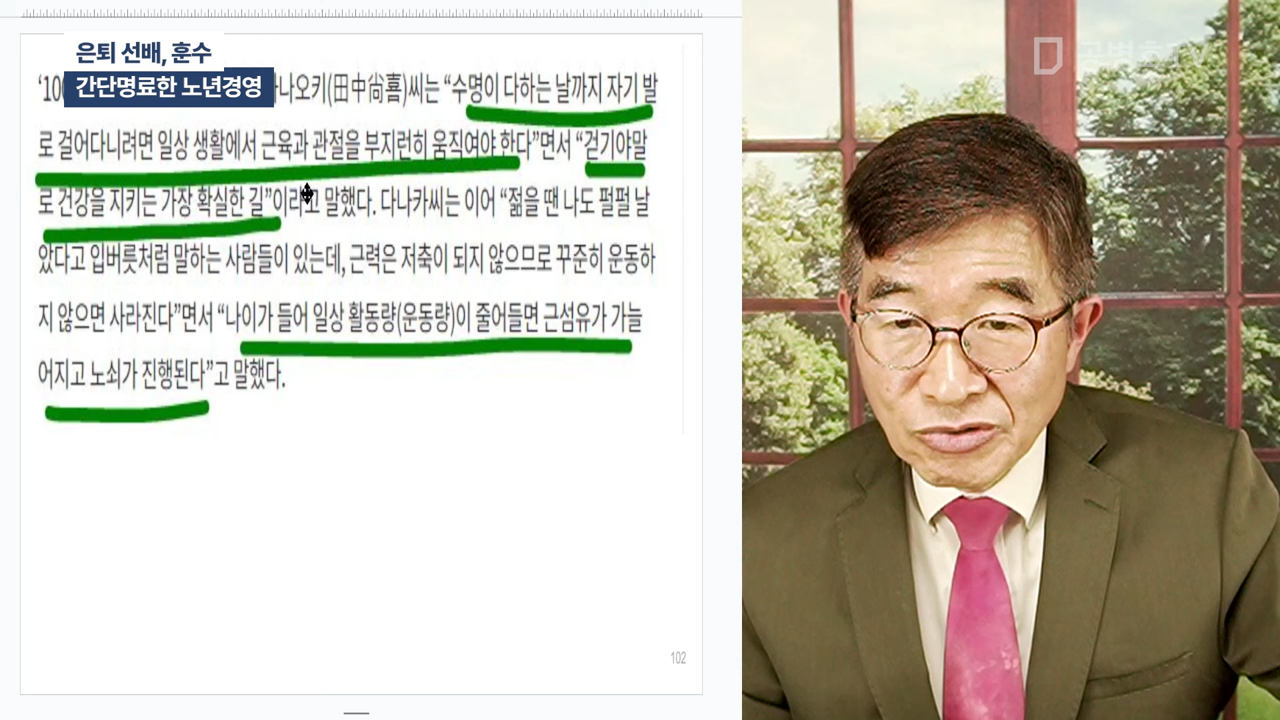 은퇴 선배, 훈수
간단명료한 노년경영
‘10 나오키(田中尙喜)씨는 “수명이 다하는 날까지 자기 발
로 걸어다니려면 일상 생활에서 근육과 관절을 부지런히 움직여야 한다”면서 “걷기야말
로 건강을 지키는 가장 확실한 길”이라고 말했다. 다나카씨는 이어 “젊을 땐 나도 펄펄 날
았다고 입버릇처럼 말하는 사람들이 있는데, 근력은 저축이 되지 않으므로 꾸준히 운동하
지 않으면 사라진다”면서 “나이가 들어 일상 활동량(운동량)이 줄어들면 근섬유가 가늘
어지고 노쇠가 진행된다”고 말했다.
102
공병호TV